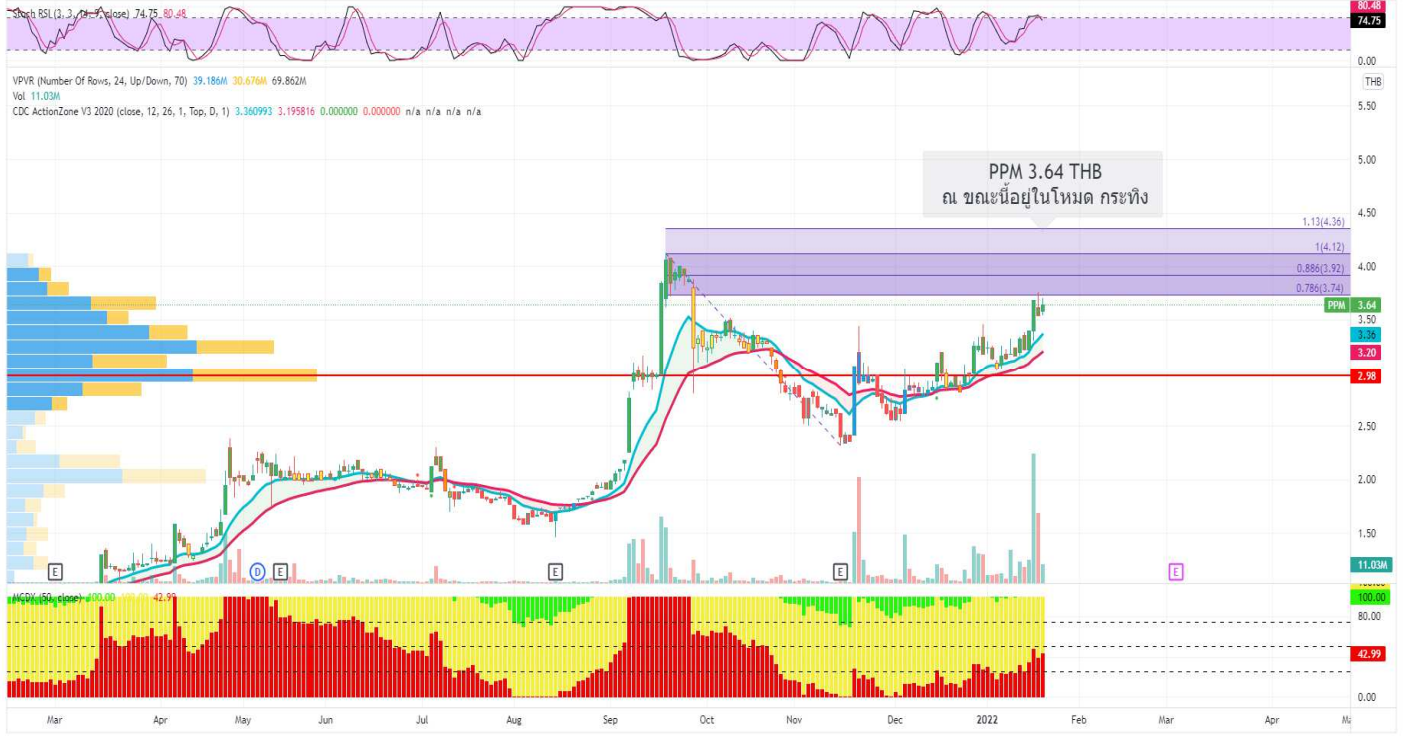 Stoch RSI (3, 3, 14, 9, close) 74.75 80.48
80.48
74.75
0.00
VPVR (Number Of Rows, 24, Up/Down, 70) 39.186M 30.676M 69.862M
THB
Vol 11.03M
CDC ActionZone V3 2020 (close, 12, 26, 1, Top, D, 1) 3.360993 3.195816 0.000000 0.000000 n/a n/a n/a n/a
5.50
5.00
PPM 3.64 THB
ณ ขณะนี้อยู่ในโหมด กระทิง
4.50
1.13(4.36)
1(4.12)
4.00
0.886(3.92)
0.786(3.74)
PPM 3.64
3.50
3.36
3.20
2.98
2.50
2.00
1.50
E D E E E E
11.03M
MCDX (50, close) 100.00 42.99
100.00
80.00
42.99
0.00
Mar Apr May Jun Jul Aug Sep Oct Nov Dec 2022 Feb Mar Apr